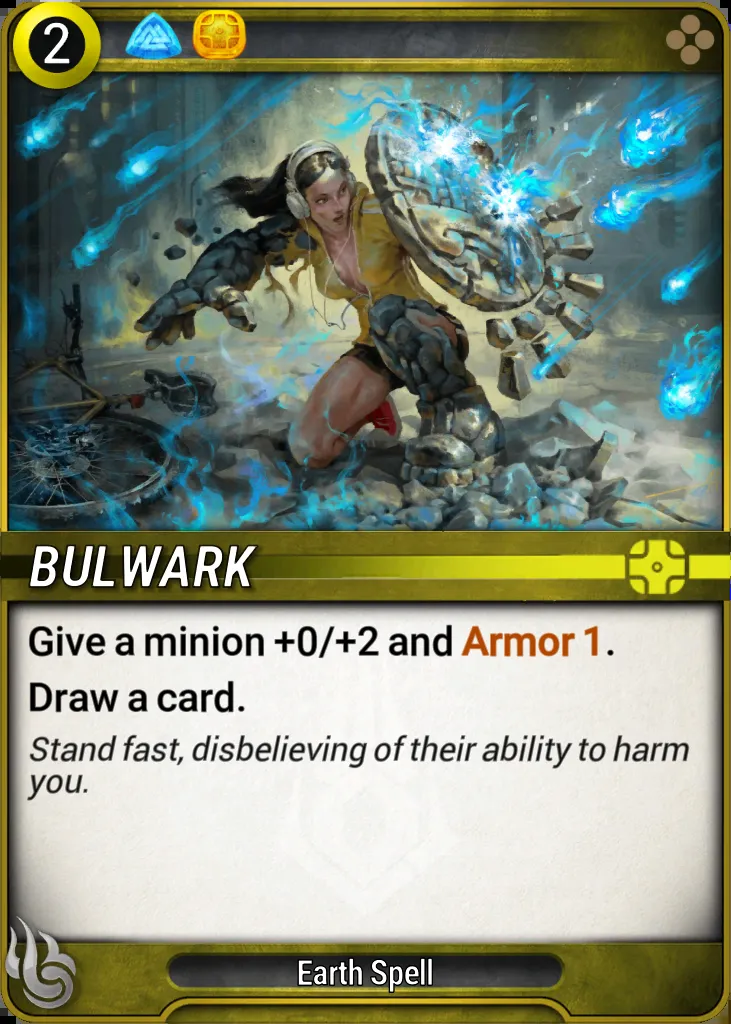 2
BULWARK
Give a minion +0/+2 and Armor 1.
Draw a card.
Stand fast, disbelieving of their ability to harm
you.
Earth Spell